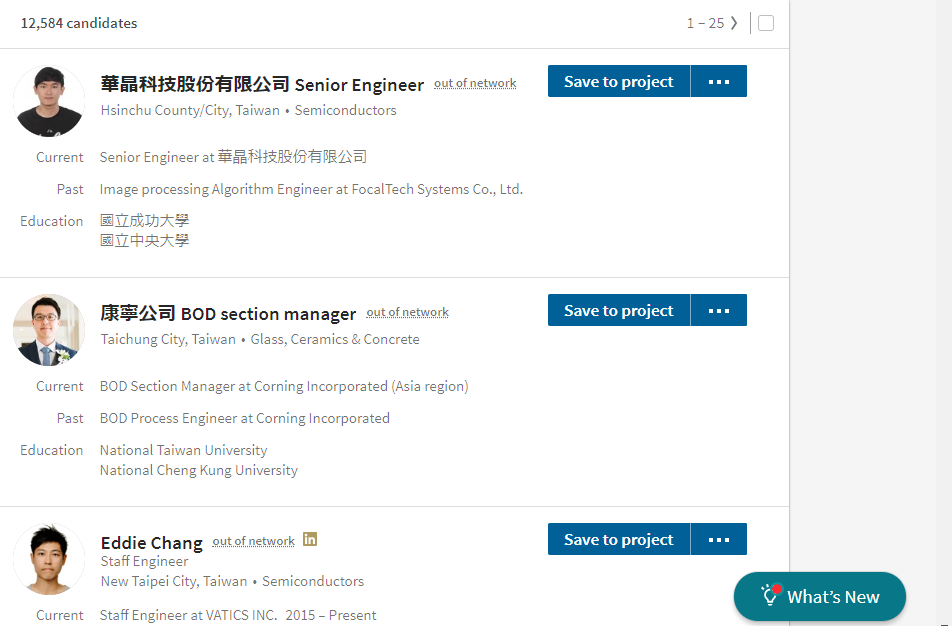 12,584 candidates
1 – 25
華晶科技股份有限公司 Senior Engineer out of network
Save to project
Hsinchu County/City, Taiwan • Semiconductors
Current Senior Engineer at 華晶科技股份有限公司
Past Image processing Algorithm Engineer at FocalTech Systems Co., Ltd.
Education 國立成功大學
國立中央大學
康寧公司 BOD section manager out of network
Save to project
Taichung City, Taiwan • Glass, Ceramics & Concrete
Current BOD Section Manager at Corning Incorporated (Asia region)
Past BOD Process Engineer at Corning Incorporated
Education National Taiwan University
National Cheng Kung University
Eddie Chang out of network in
Save to project
Staff Engineer
New Taipei City, Taiwan • Semiconductors
Current Staff Engineer at VATICS INC. 2015 – Present
What's New